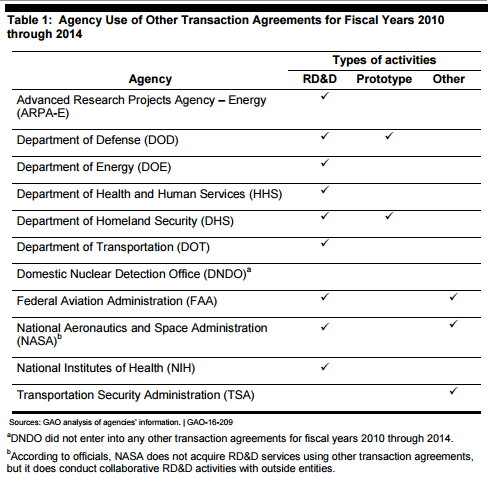 Table 1: Agency Use of Other Transaction Agreements for Fiscal Years 2010
through 2014
Types of activities
Agency RD&D Prototype Other
Advanced Research Projects Agency – Energy ✓
(ARPA-E)
Department of Defense (DOD) ✓ ✓
Department of Energy (DOE) ✓
Department of Health and Human Services (HHS) ✓
Department of Homeland Security (DHS) ✓ ✓
Department of Transportation (DOT) ✓
Domestic Nuclear Detection Office (DNDO)a
Federal Aviation Administration (FAA) ✓ ✓
National Aeronautics and Space Administration ✓ ✓
(NASA)b
National Institutes of Health (NIH) ✓
Transportation Security Administration (TSA) ✓
Sources: GAO analysis of agencies' information. | GAO-16-209
aDNDO did not enter into any other transaction agreements for fiscal years 2010 through 2014.
bAccording to officials, NASA does not acquire RD&D services using other transaction agreements,
but it does conduct collaborative RD&D activities with outside entities.